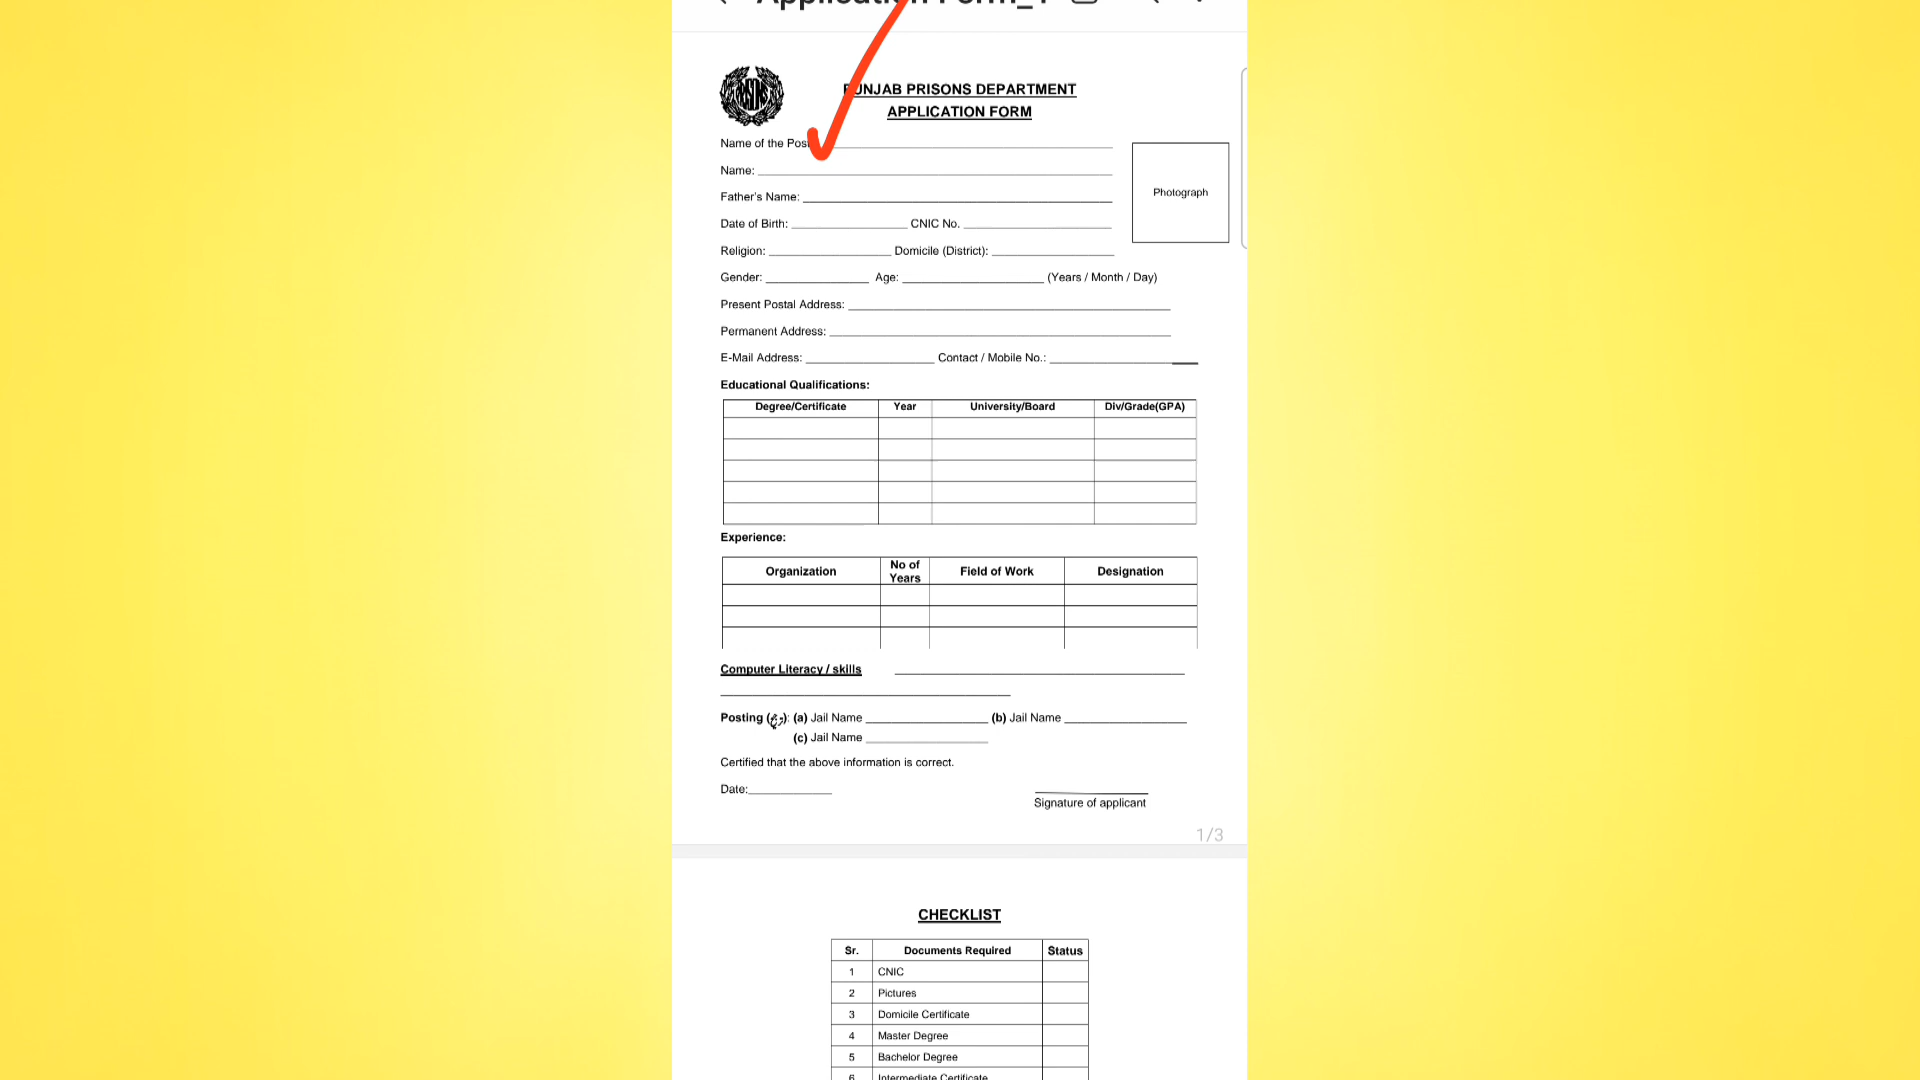 PRISONS
PUNJAB PRISONS DEPARTMENT
APPLICATION FORM
Name of the Post
Name:
Father's Name:
Date of Birth: CNIC No.
Religion: Domicile (District):
Gender: Age: (Years / Month / Day)
Present Postal Address:
Permanent Address:
E-Mail Address: Contact / Mobile No.:
Photograph
Educational Qualifications:
Degree/Certificate Year University/Board Div/Grade(GPA)
Experience:
Organization No of Years Field of Work Designation
Computer Literacy / skills
Posting (ترجیح): (a) Jail Name (b) Jail Name
(c) Jail Name
Certified that the above information is correct.
Date:
Signature of applicant
1/3
CHECKLIST
Sr. Documents Required Status
1 CNIC
2 Pictures
3 Domicile Certificate
4 Master Degree
5 Bachelor Degree
6 Intermediate Certificate